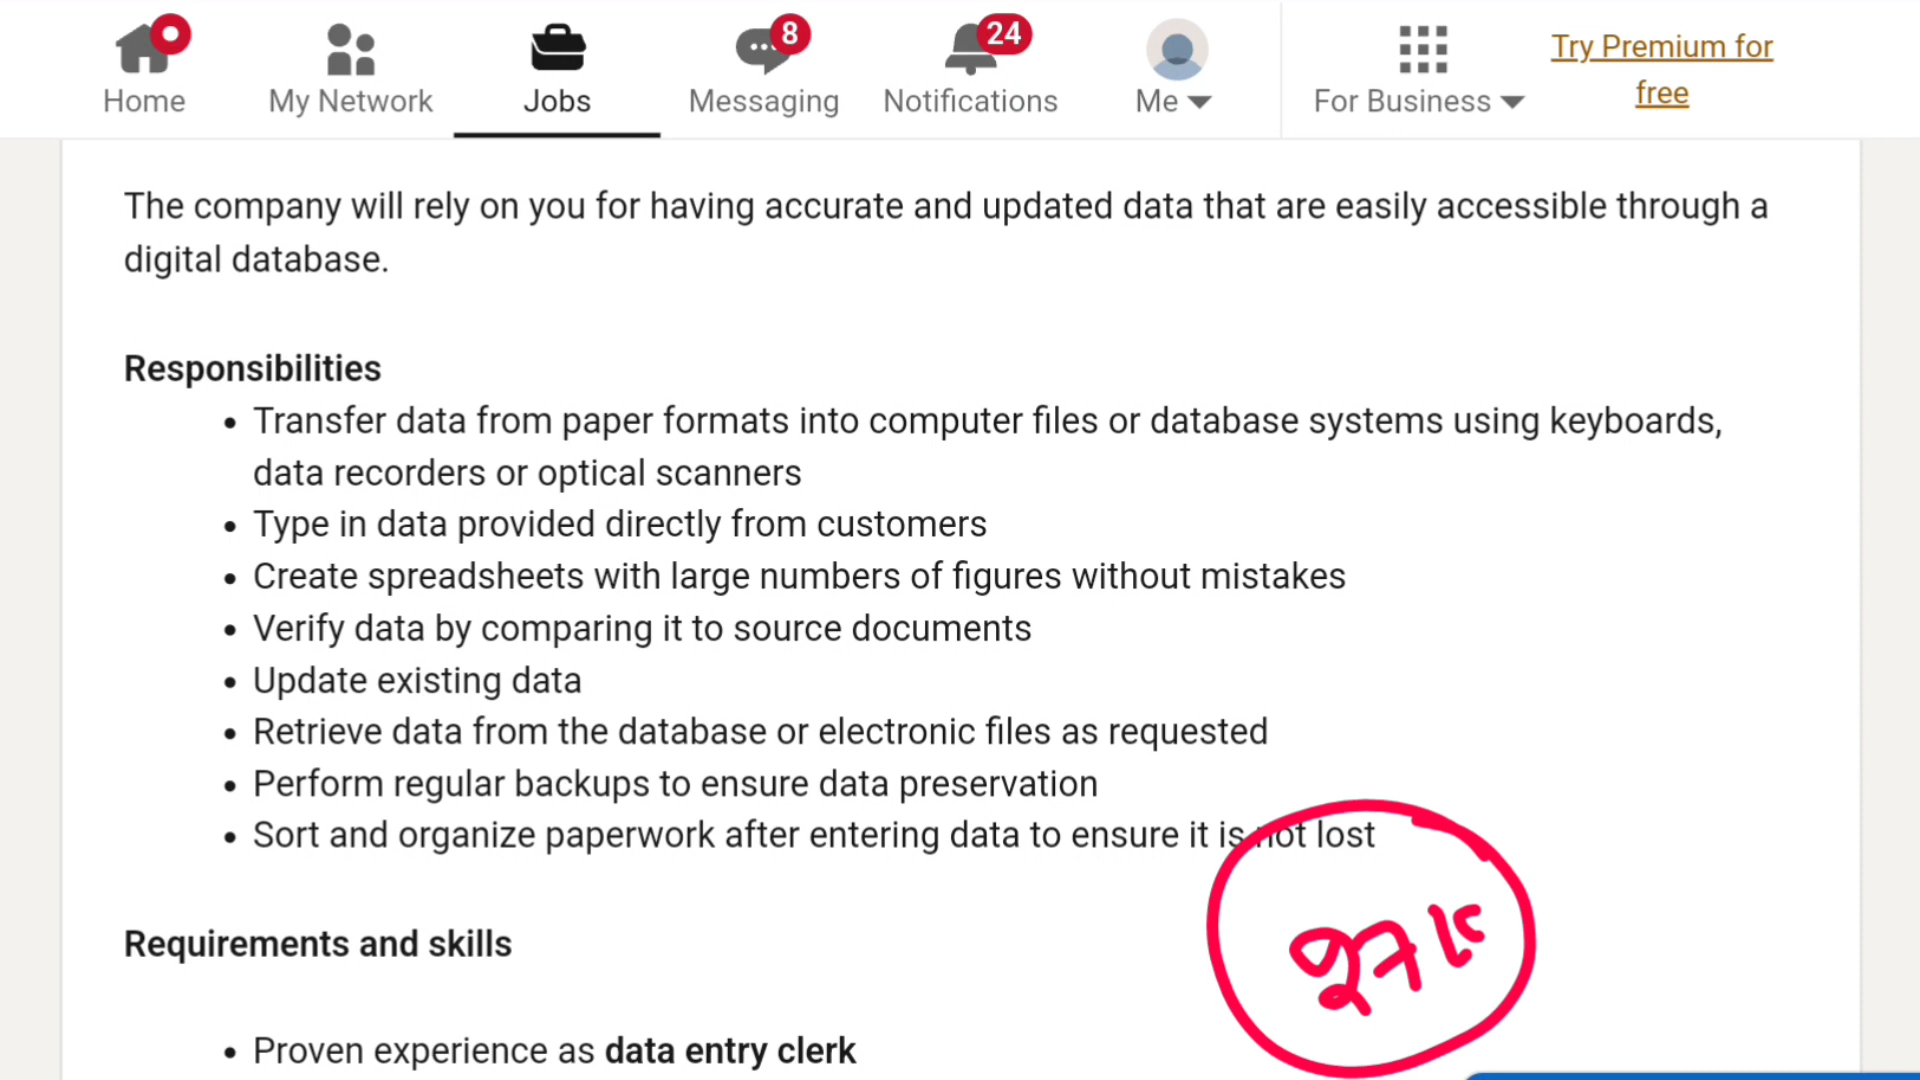 8
24
Home
My Network
Jobs
Messaging
Notifications
Me
For Business
Try Premium for
free
The company will rely on you for having accurate and updated data that are easily accessible through a
digital database.
Responsibilities
Transfer data from paper formats into computer files or database systems using keyboards,
data recorders or optical scanners
Type in data provided directly from customers
Create spreadsheets with large numbers of figures without mistakes
Verify data by comparing it to source documents
Update existing data
Retrieve data from the database or electronic files as requested
Perform regular backups to ensure data preservation
Sort and organize paperwork after entering data to ensure it is not lost
Requirements and skills
Proven experience as data entry clerk